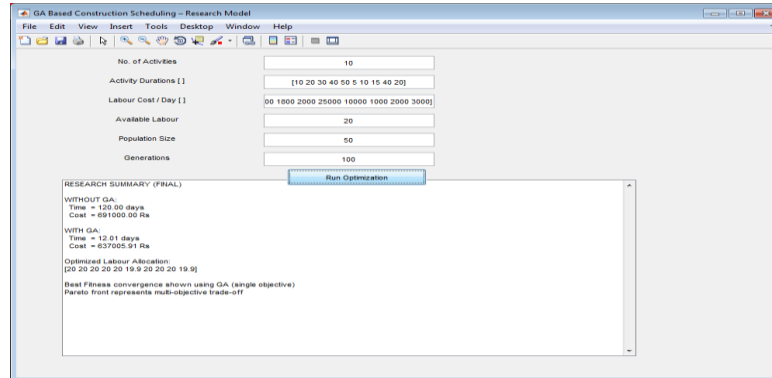 GA Based Construction Scheduling – Research Model
File Edit View Insert Tools Desktop Window Help
No. of Activities 10
Activity Durations [ ] [10 20 30 40 50 5 10 15 40 20]
Labour Cost / Day [ ] 00 1800 2000 25000 10000 1000 2000 3000]
Available Labour 20
Population Size 50
Generations 100
Run Optimization
RESEARCH SUMMARY (FINAL)
WITHOUT GA:
Time = 120.00 days
Cost = 691000.00 Rs
WITH GA:
Time = 12.01 days
Cost = 637005.91 Rs
Optimized Labour Allocation:
[20 20 20 20 20 19.9 20 20 20 19.9]
Best Fitness convergence shown using GA (single objective)
Pareto front represents multi-objective trade-off